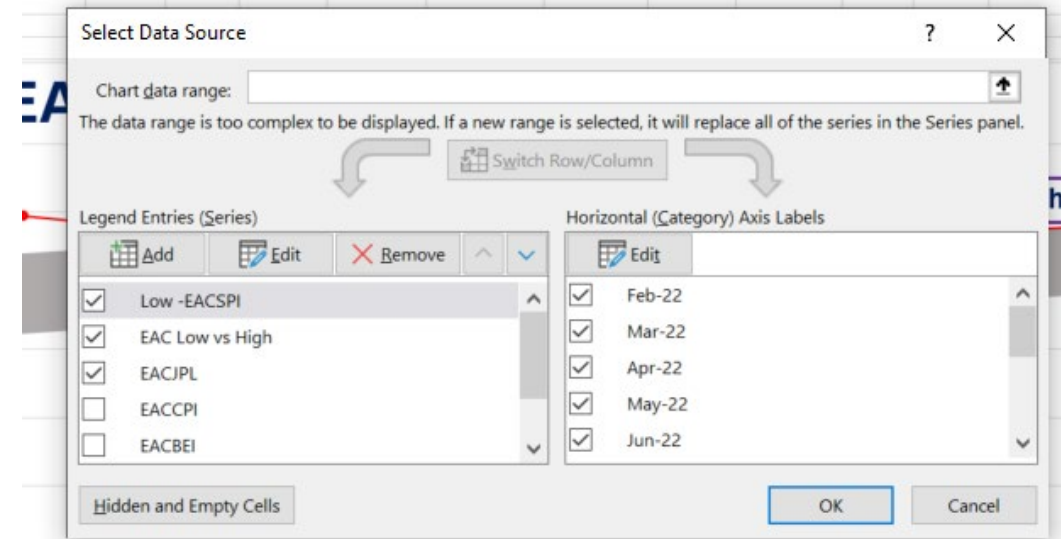 Select Data Source
? X
EA
Chart data range:
The data range is too complex to be displayed. If a new range is selected, it will replace all of the series in the Series panel.
Switch Row/Column
h
Legend Entries (Series)
Add Edit Remove
Low -EACSPI
EAC Low vs High
EACJPL
EACCPI
EACBEI
Horizontal (Category) Axis Labels
Edit
Feb-22
Mar-22
Apr-22
May-22
Jun-22
Hidden and Empty Cells
OK Cancel